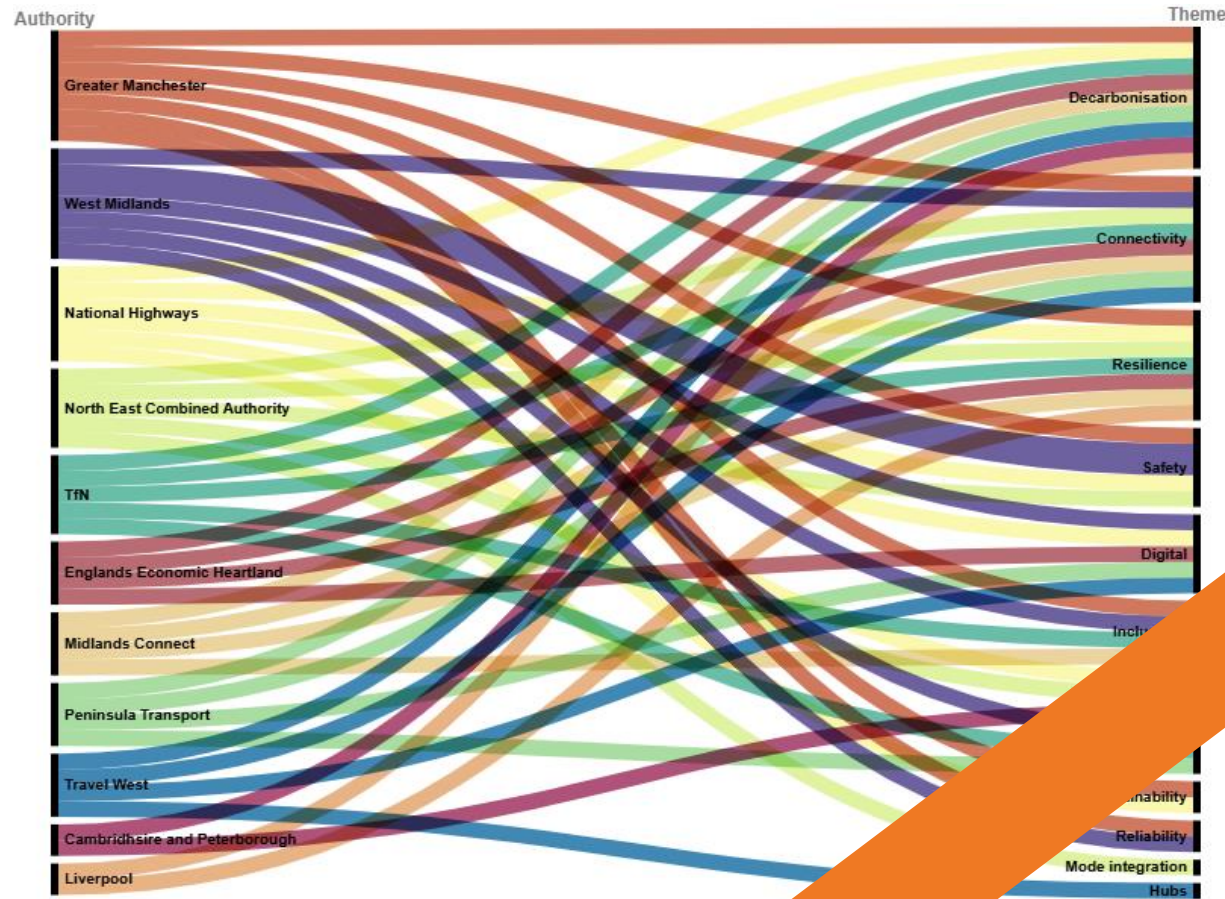 Authority
Greater Manchester
West Midlands
National Highways
North East Combined Authority
TfN
Englands Economic Heartland
Midlands Connect
Peninsula Transport
Travel West
Cambridhsire and Peterborough
Liverpool
Theme
Decarbonisation
Connectivity
Resilience
Safety
Digital
Reliability
Mode integration
Hubs